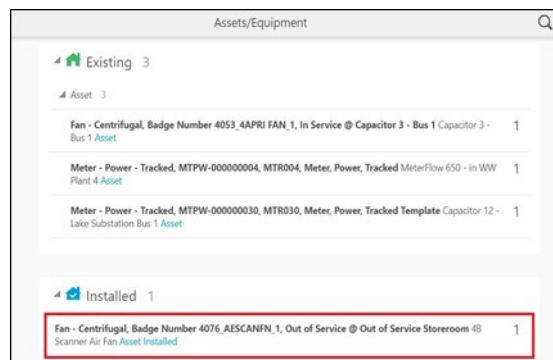 Assets/Equipment
Existing 3
Asset 3
Fan - Centrifugal, Badge Number 4053_4APRI FAN_1, In Service @ Capacitor 3 - Bus 1 Capacitor 3 - 1
Bus 1 Asset
Meter - Power - Tracked, MTPW-000000004, MTR004, Meter, Power, Tracked MeterFlow 650 - in WW 1
Plant 4 Asset
Meter - Power - Tracked, MTPW-000000030, MTR030, Meter, Power, Tracked Template Capacitor 12 - 1
Lake Substation Bus 1 Asset
Installed 1
Fan - Centrifugal, Badge Number 4076_AESCANFN_1, Out of Service @ Out of Service Storeroom 4B 1
Scanner Air Fan Asset Installed